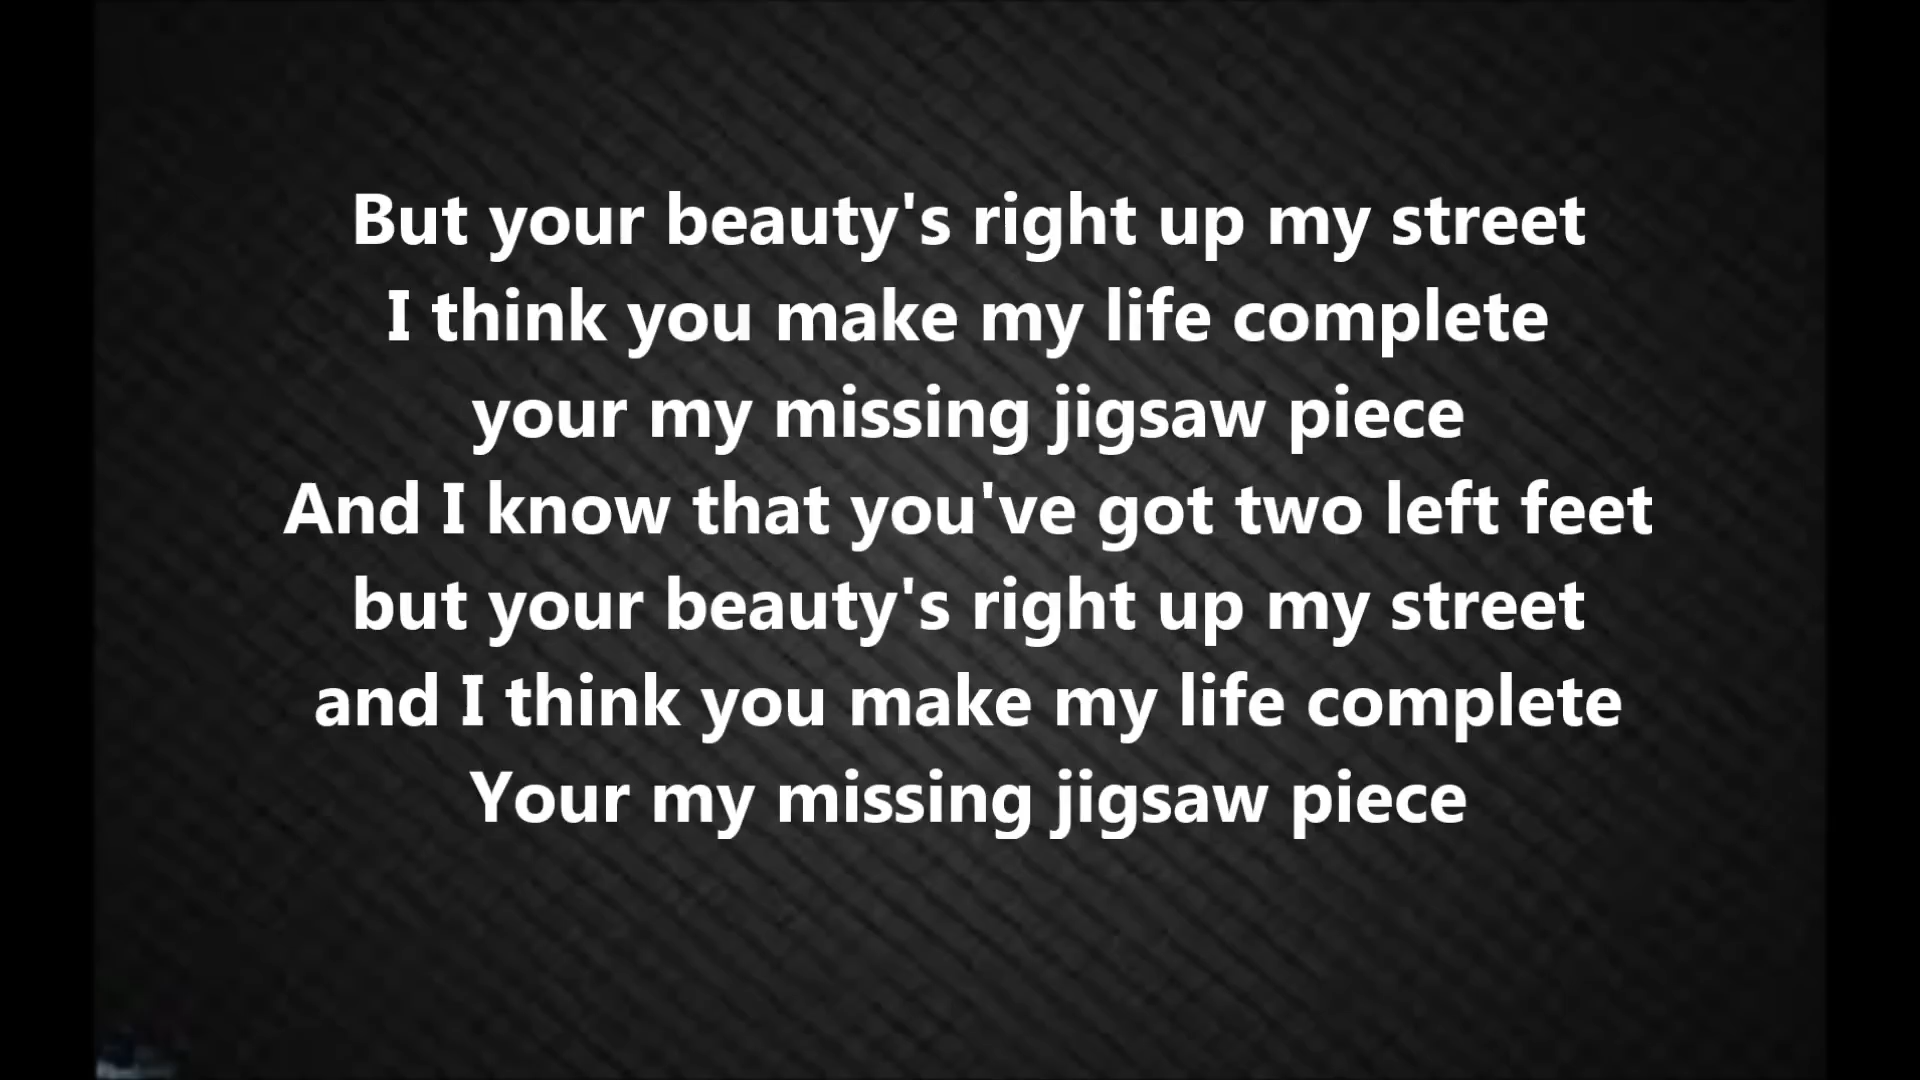 But your beauty's right up my street
I think you make my life complete
your my missing jigsaw piece
And I know that you've got two left feet
but your beauty's right up my street
and I think you make my life complete
Your my missing jigsaw piece